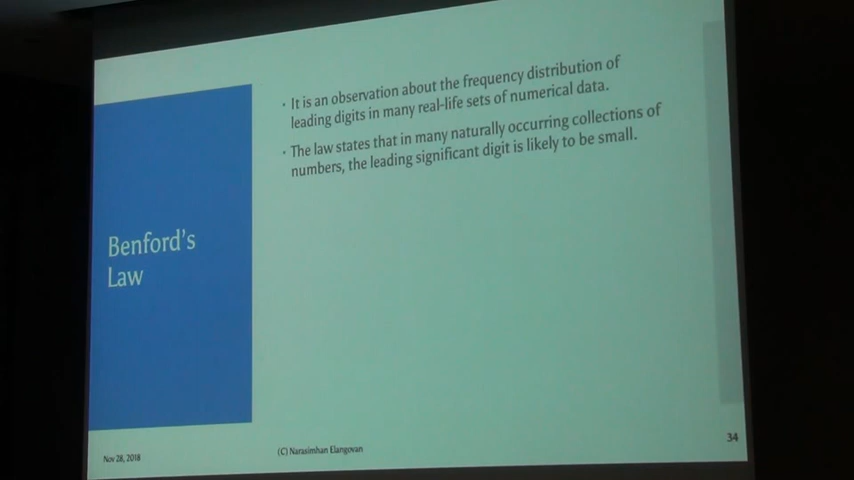 Benford's
Law
· It is an observation about the frequency distribution of
leading digits in many real-life sets of numerical data.
· The law states that in many naturally occurring collections of
numbers, the leading significant digit is likely to be small.
Nov 28, 2018
(C) Narasimhan Elangovan
34